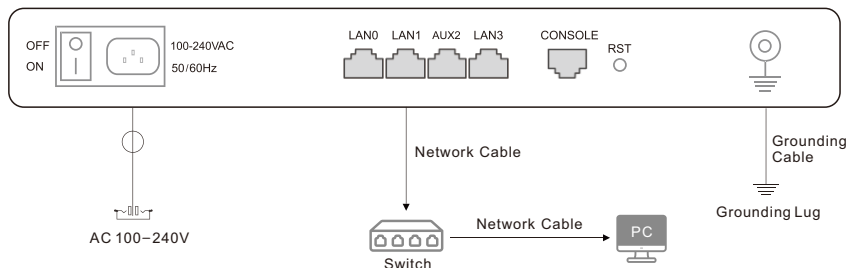 OFF
ON
100-240VAC
50/60Hz
LAN0 LAN1 AUX2 LAN3
CONSOLE
RST
Network Cable
Grounding
Cable
AC 100–240V
Switch
Network Cable
PC
Grounding Lug